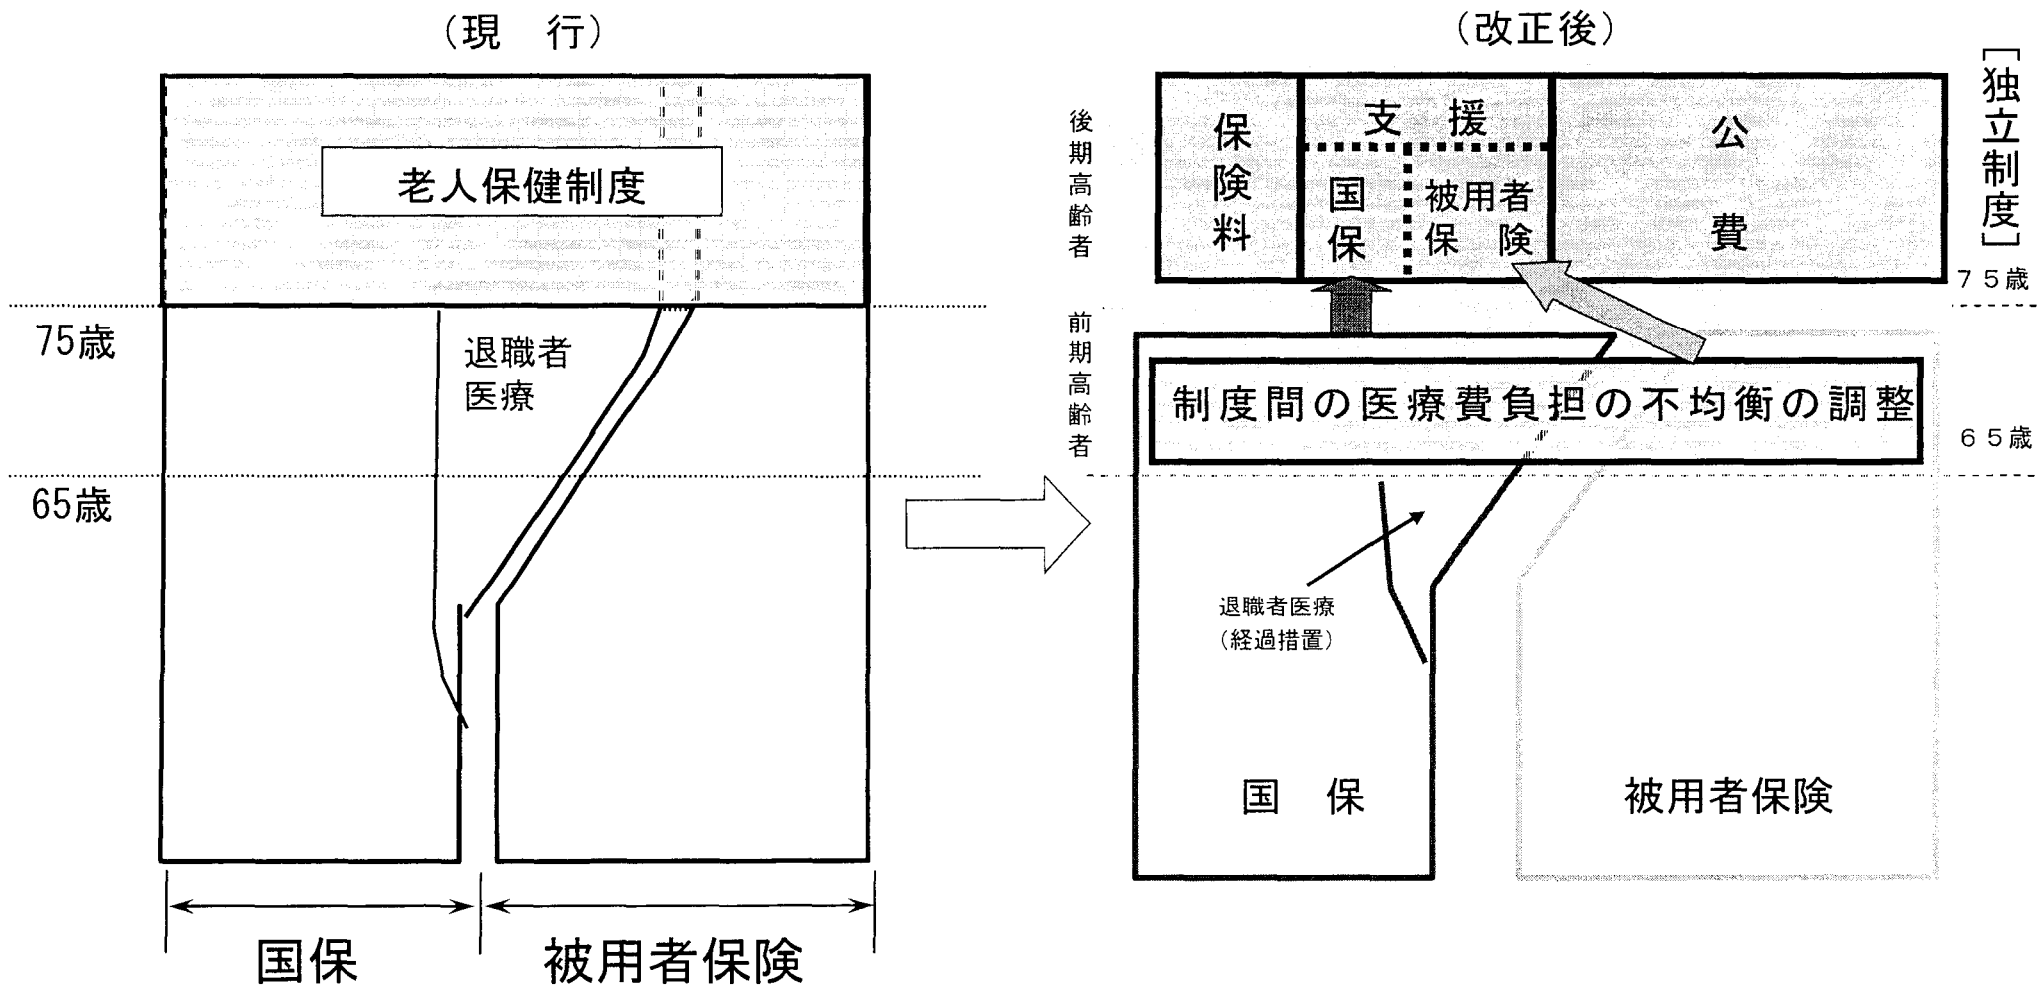 （現　行）
老人保健制度
75歳
退職者
医療
65歳
国保
被用者保険
（改正後）
［独立制度］
後期高齢者
保険料
支　援
国保
被用者
保　険
公費
７５歳
前期高齢者
制度間の医療費負担の不均衡の調整
６５歳
退職者医療
（経過措置）
国　保
被用者保険